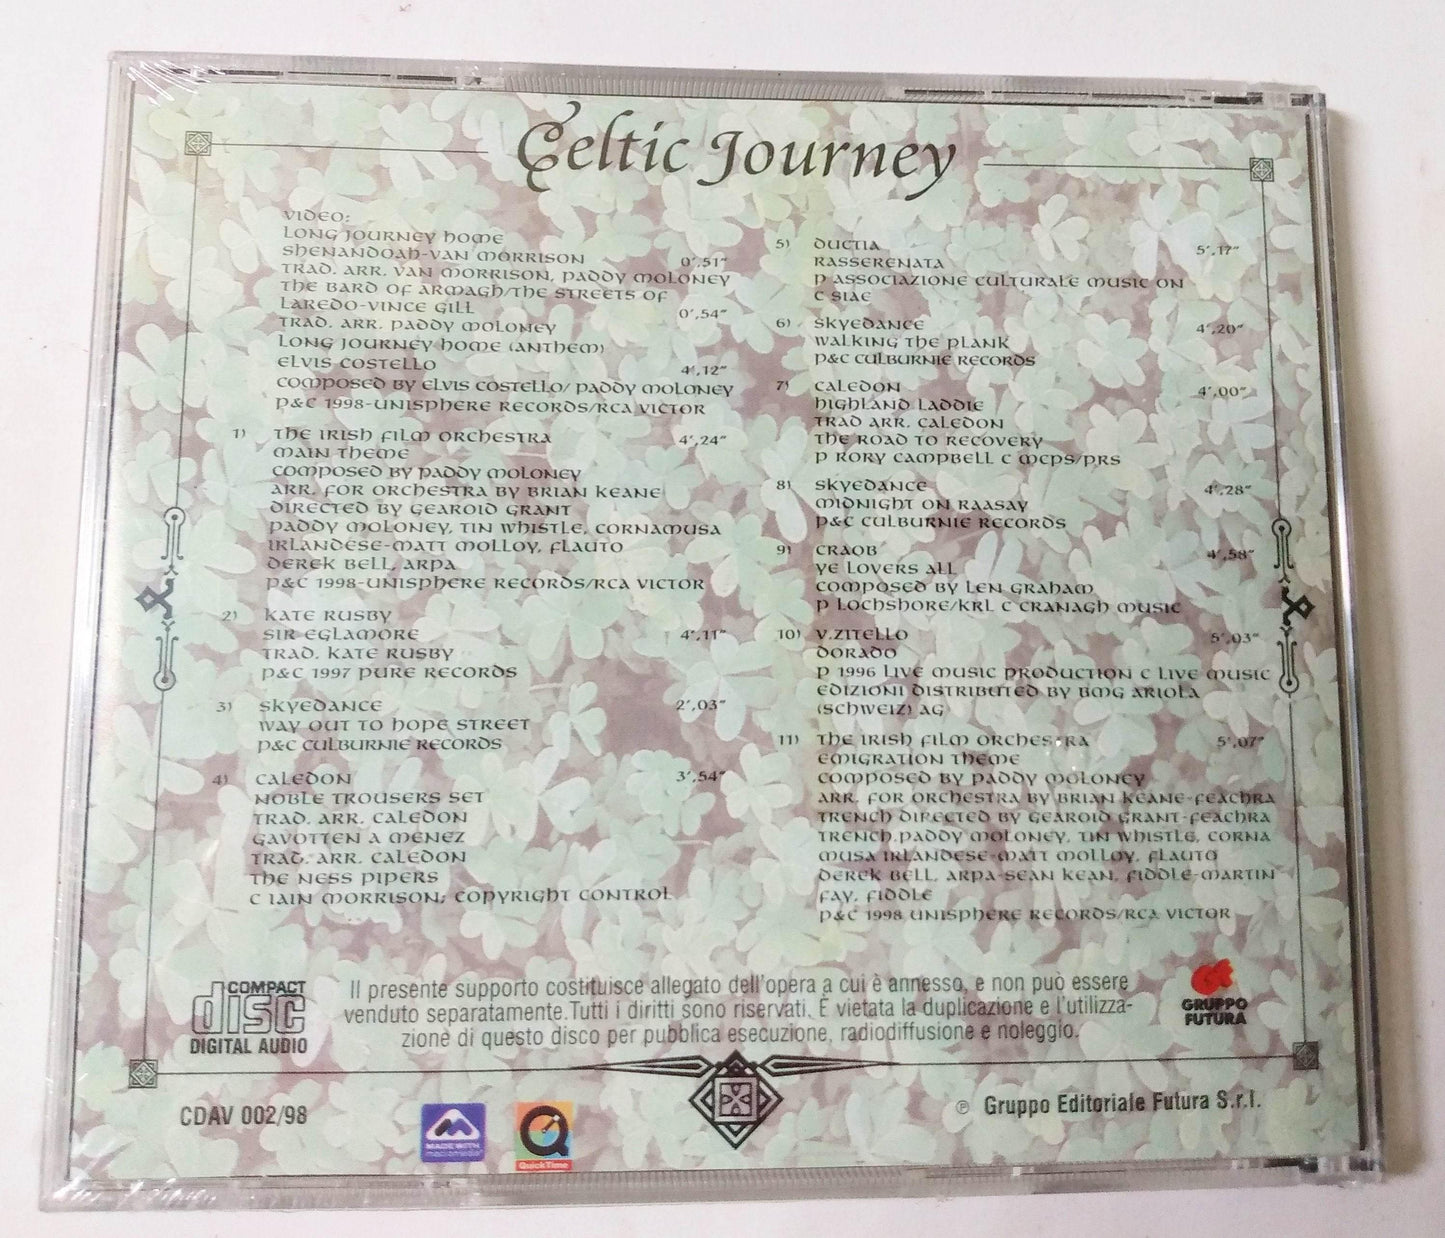 Celtic Journey
VIDEO:
LONG JOURNEY HOME
SHENANDOAH-VAN MORRISON 0',51"
TRAD. ARR. VAN MORRISON, PADDY MOLONEY
THE BARD OF ARMAGH/THE STREETS OF
LAREDO-VINCE GILL 0',54"
TRAD. ARR. PADDY MOLONEY
LONG JOURNEY HOME (ANTHEM)
ELVIS COSTELLO 4',12"
COMPOSED BY ELVIS COSTELLO/ PADDY MOLONEY
P&C 1998-UNISPHERE RECORDS/RCA VICTOR
1) THE IRISH FILM ORCHESTRA 4',24"
MAIN THEME
COMPOSED BY PADDY MOLONEY
ARR. FOR ORCHESTRA BY BRIAN KEANE
DIRECTED BY GEAROID GRANT
PADDY MOLONEY, TIN WHISTLE, CORNAMUSA
IRLANDESE-MATT MOLLOY, FLAUTO
DEREK BELL, ARPA
P&C 1998-UNISPHERE RECORDS/RCA VICTOR
2) KATE RUSBY
SIR EGLAMORE 4',11"
TRAD. KATE RUSBY
P&C 1997 PURE RECORDS
3) SKYEDANCE 2',03"
WAY OUT TO HOPE STREET
P&C CULBURNIE RECORDS
4) CALEDON 3',54"
NOBLE TROUSERS SET
TRAD. ARR. CALEDON
GAVOTTEN A MENEZ
TRAD. ARR. CALEDON
THE NESS PIPERS
C IAIN MORRISON; COPYRIGHT CONTROL
5) DUCTIA 5',17"
RASSERENATA
P ASSOCIAZIONE CULTURALE MUSIC ON
C SIAE
6) SKYEDANCE 4',20"
WALKING THE PLANK
P&C CULBURNIE RECORDS
7) CALEDON 4',00"
HIGHLAND LADDIE
TRAD ARR. CALEDON
THE ROAD TO RECOVERY
P RORY CAMPBELL C MCPS/PRS
8) SKYEDANCE 4',28"
MIDNIGHT ON RAASAY
P&C CULBURNIE RECORDS
9) CRAOB 4',58"
YE LOVERS ALL
COMPOSED BY LEN GRAHAM
P LOCHSHORE/KRL C CRANAGH MUSIC
10) V.ZITELLO 5',03"
DORADO
P 1996 LIVE MUSIC PRODUCTION C LIVE MUSIC
EDIZIONI DISTRIBUTED BY BMG ARIOLA
(SCHWEIZ) AG
11) THE IRISH FILM ORCHESTRA 5',07"
EMIGRATION THEME
COMPOSED BY PADDY MOLONEY
ARR. FOR ORCHESTRA BY BRIAN KEANE-FEACHRA
TRENCH DIRECTED BY GEAROID GRANT-FEACHRA
TRENCH,PADDY MOLONEY, TIN WHISTLE, CORNA
MUSA IRLANDESE-MATT MOLLOY, FLAUTO
DEREK BELL, ARPA-SEAN KEAN, FIDDLE-MARTIN
FAY, FIDDLE
P&C 1998 UNISPHERE RECORDS/RCA VICTOR
COMPACT
disc
DIGITAL AUDIO
Il presente supporto costituisce allegato dell'opera a cui è annesso, e non può essere
venduto separatamente.Tutti i diritti sono riservati. È vietata la duplicazione e l'utilizza-
zione di questo disco per pubblica esecuzione, radiodiffusione e noleggio.
GRUPPO
FUTURA
CDAV 002/98
MADE WITH
macromedia
QuickTime
℗ Gruppo Editoriale Futura S.r.l.